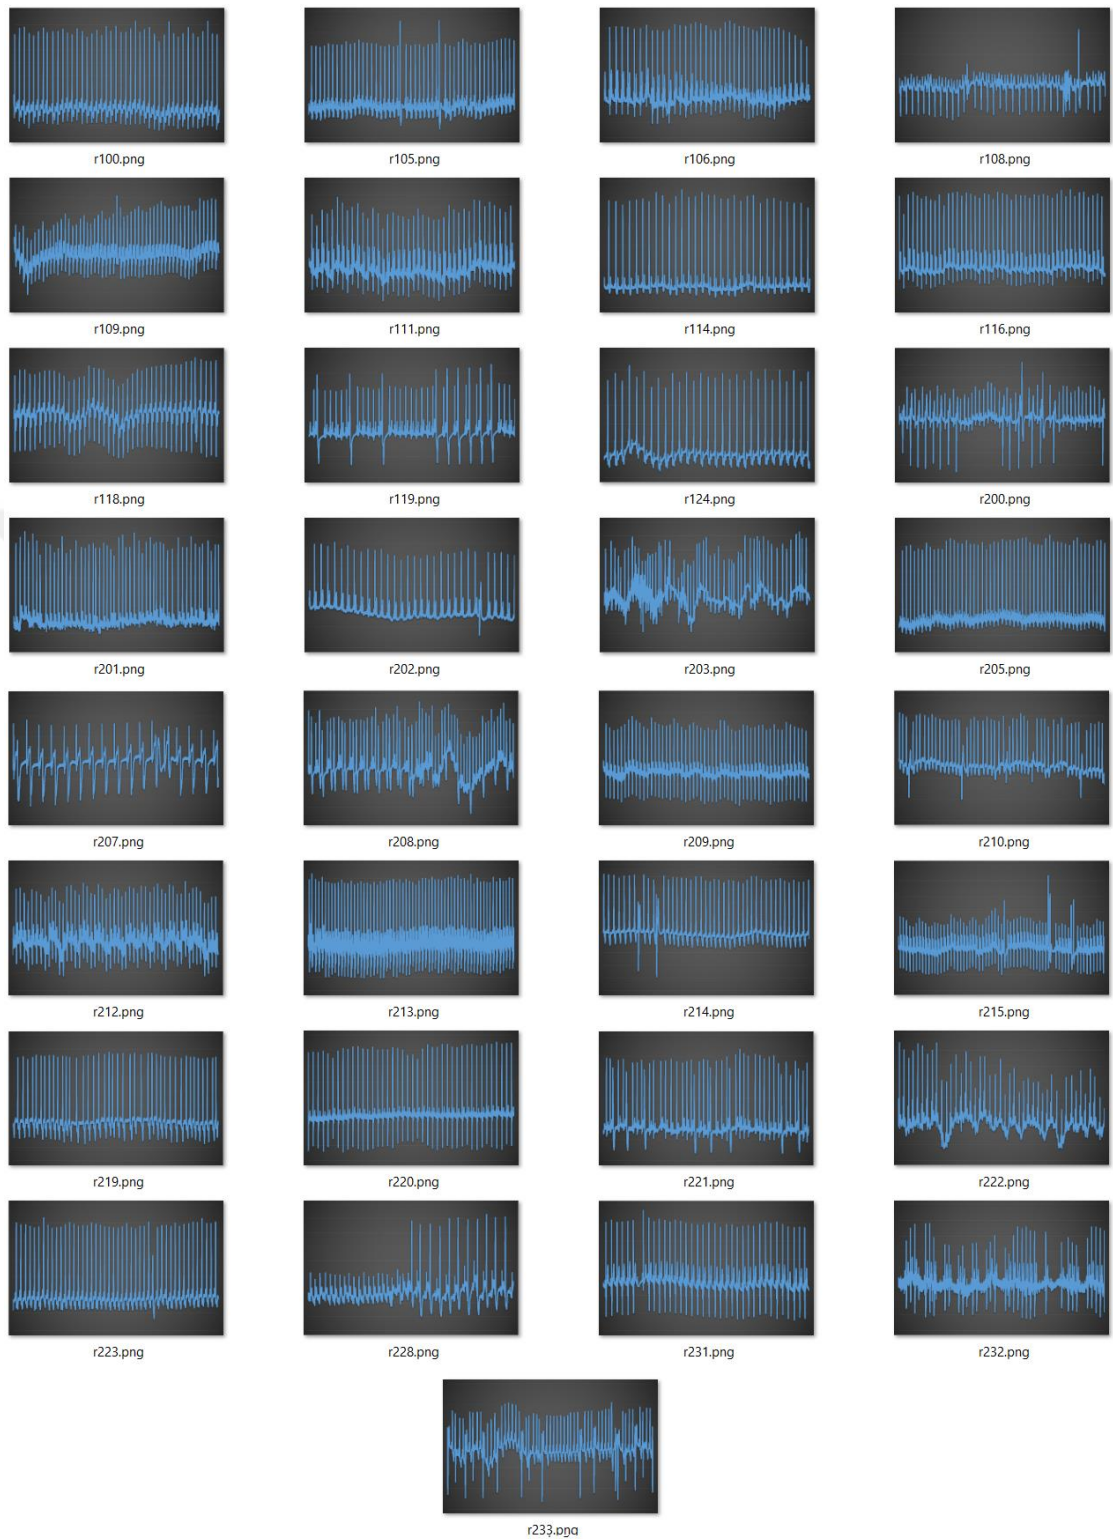 r100.png r105.png r106.png r108.png
r109.png r111.png r114.png r116.png
r118.png r119.png r124.png r200.png
r201.png r202.png r203.png r205.png
r207.png r208.png r209.png r210.png
r212.png r213.png r214.png r215.png
r219.png r220.png r221.png r222.png
r223.png r228.png r231.png r232.png
r233.png